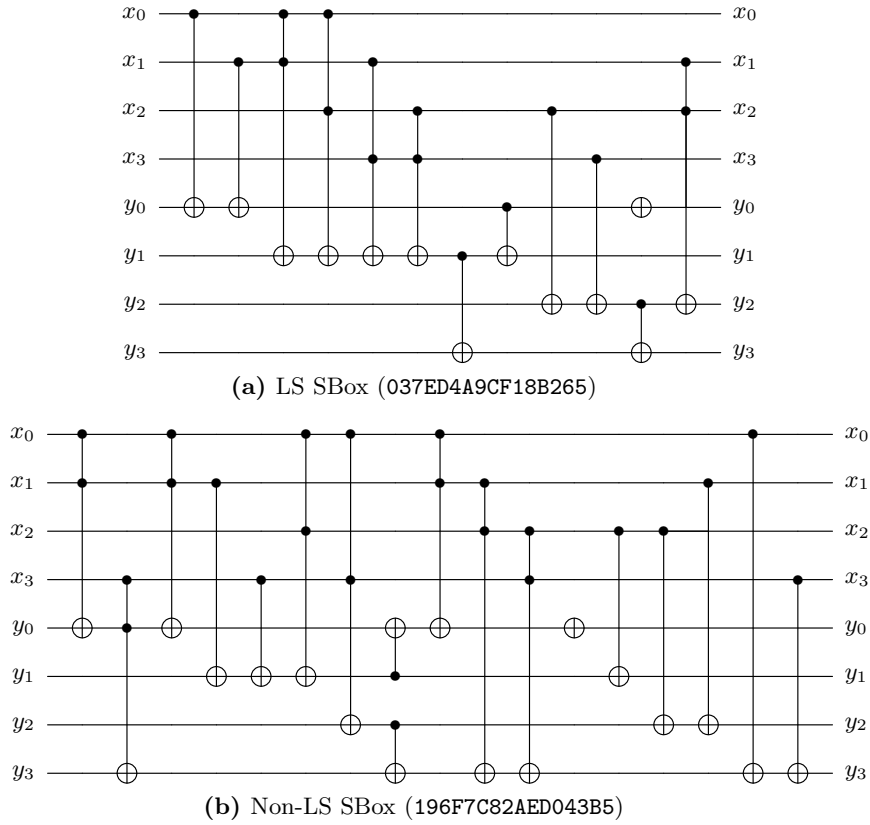 x₀ x₀
x₁ x₁
x₂ x₂
x₃ x₃
y₀ y₀
y₁ y₁
y₂ y₂
y₃ y₃
(a) LS SBox (037ED4A9CF18B265)
x₀ x₀
x₁ x₁
x₂ x₂
x₃ x₃
y₀ y₀
y₁ y₁
y₂ y₂
y₃ y₃
(b) Non-LS SBox (196F7C82AED043B5)